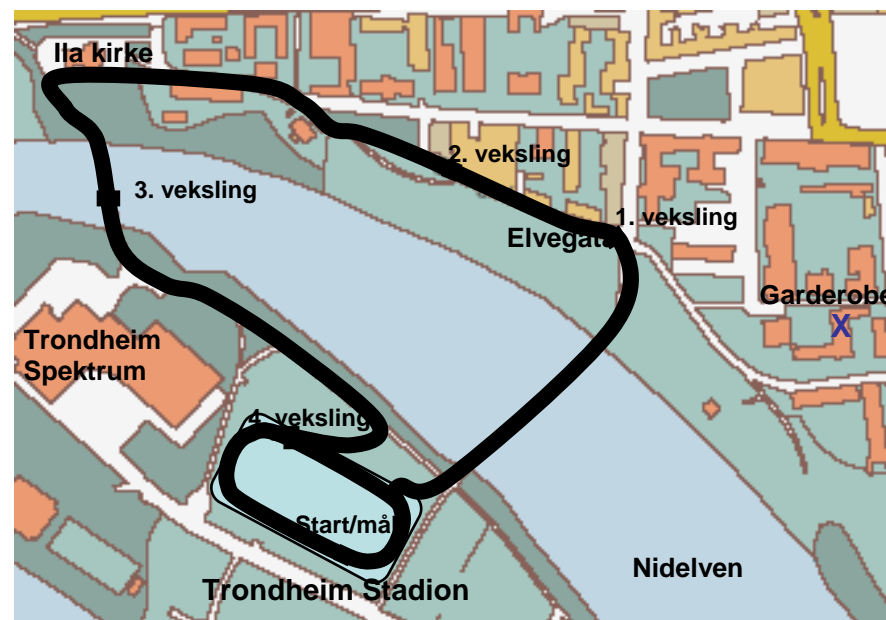 Ila kirke
2. veksling
3. veksling
1. veksling
Elvegata
Garderobe
X
Trondheim
Spektrum
4. veksling
Start/mål
Nidelven
Trondheim Stadion